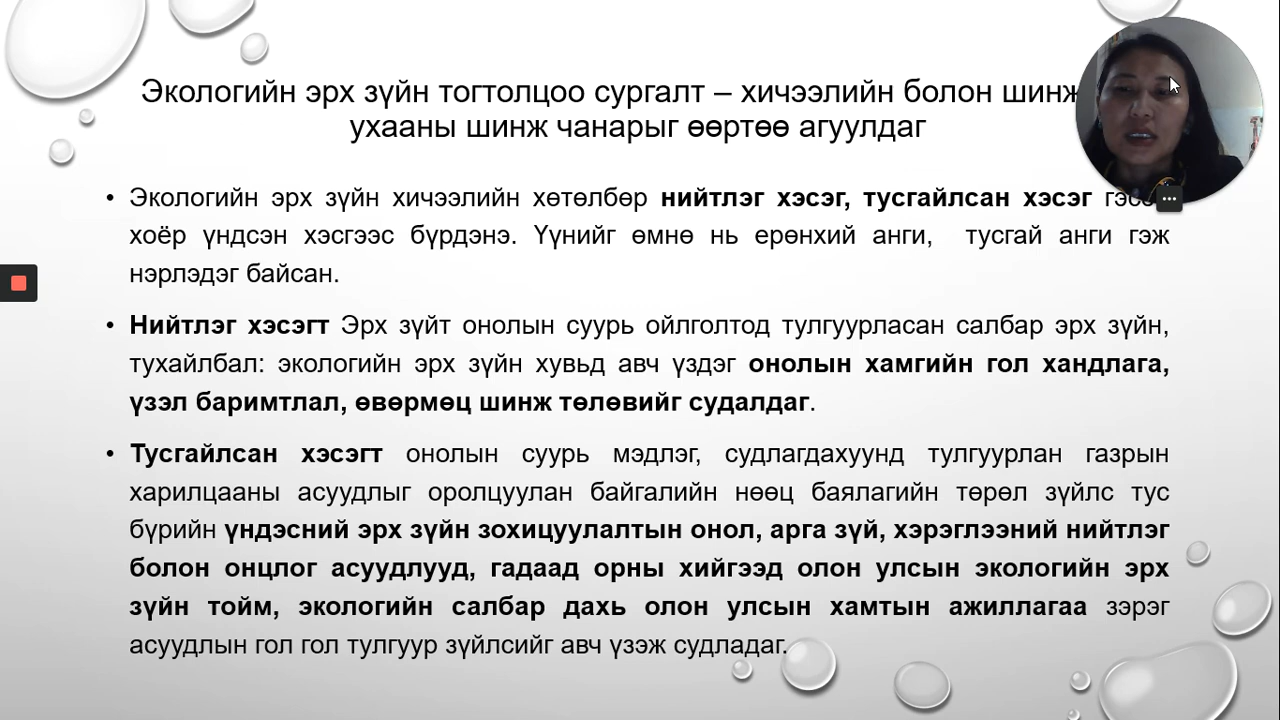 Экологийн эрх зүйн тогтолцоо сургалт – хичээлийн болон шинж
ухааны шинж чанарыг өөртөө агуулдаг
• Экологийн эрх зүйн хичээлийн хөтөлбөр нийтлэг хэсэг, тусгайлсан хэсэг
хоёр үндсэн хэсгээс бүрдэнэ. Үүнийг өмнө нь ерөнхий анги, тусгай анги гэж
нэрлэдэг байсан.
• Нийтлэг хэсэгт Эрх зүйт онолын суурь ойлголтод тулгуурласан салбар эрх зүйн,
тухайлбал: экологийн эрх зүйн хувьд авч үздэг онолын хамгийн гол хандлага,
үзэл баримтлал, өвөрмөц шинж төлөвийг судалдаг.
• Тусгайлсан хэсэгт онолын суурь мэдлэг, судлагдахуунд тулгуурлан газрын
харилцааны асуудлыг оролцуулан байгалийн нөөц баялагийн төрөл зүйлс тус
бүрийн үндэсний эрх зүйн зохицуулалтын онол, арга зүй, хэрэглээний нийтлэг
болон онцлог асуудлууд, гадаад орны хийгээд олон улсын экологийн эрх
зүйн тойм, экологийн салбар дахь олон улсын хамтын ажиллагаа зэрэг
асуудлын гол гол тулгуур зүйлсийг авч үзэж судладаг.